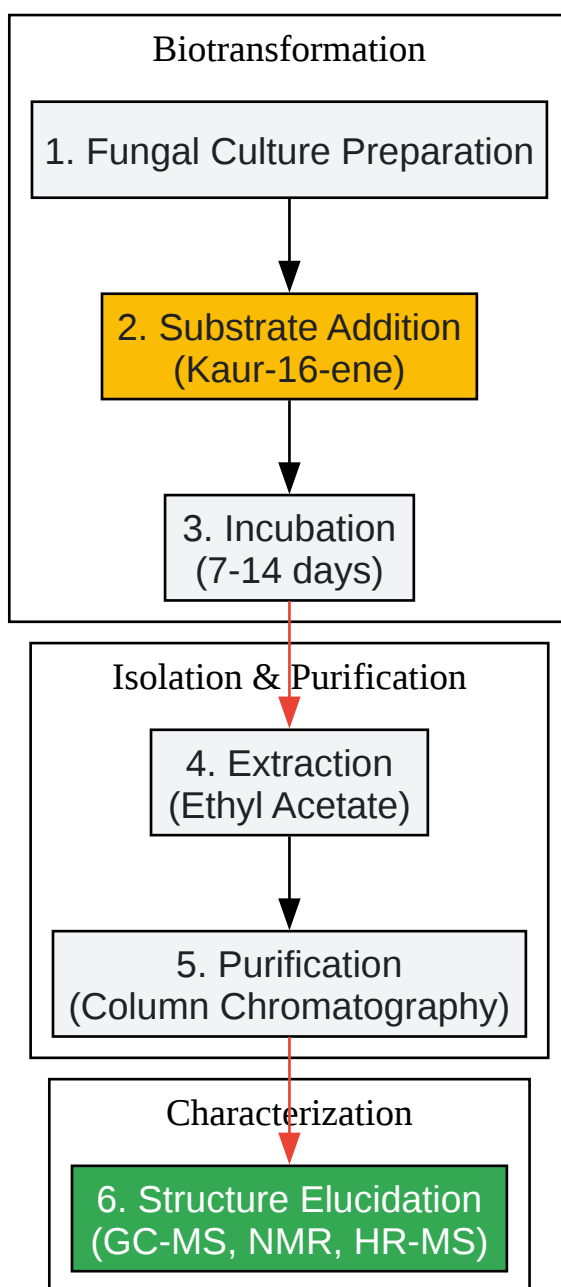 Biotransformation
1. Fungal Culture Preparation
2. Substrate Addition
(Kaur-16-ene)
3. Incubation
(7-14 days)
Isolation & Purification
4. Extraction
(Ethyl Acetate)
5. Purification
(Column Chromatography)
Characterization
6. Structure Elucidation
(GC-MS, NMR, HR-MS)